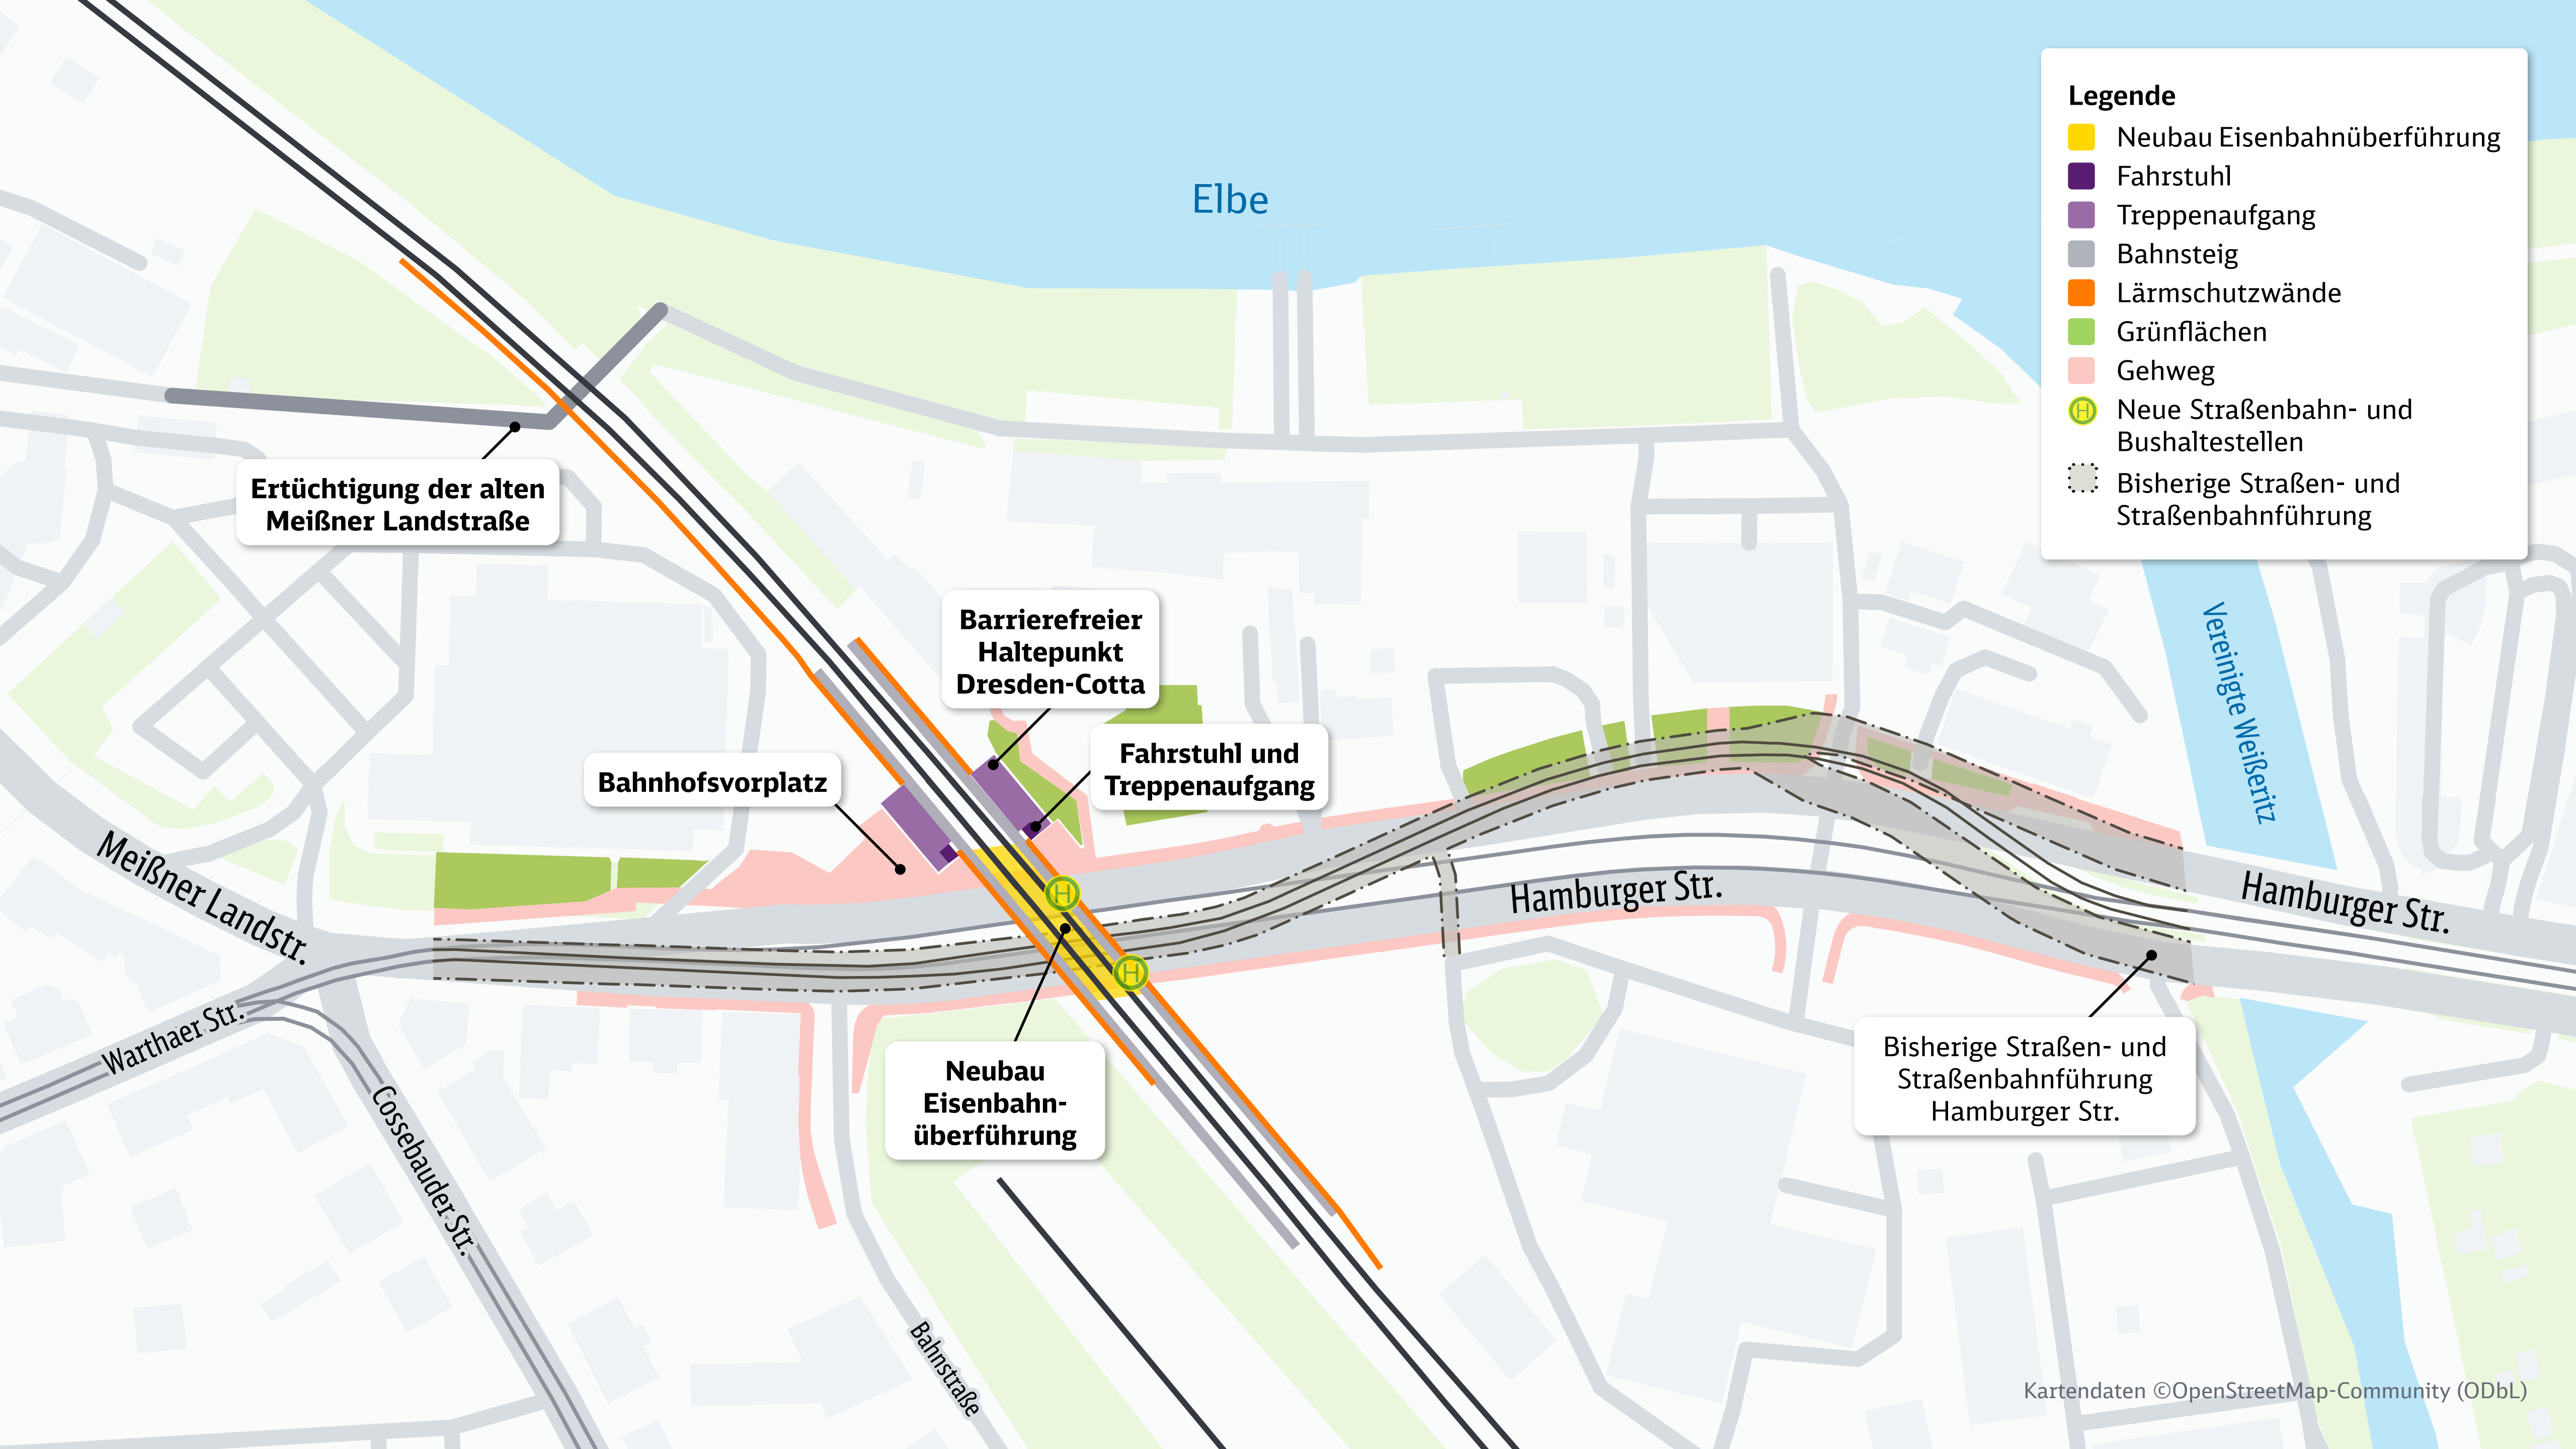 Elbe
Legende
Neubau Eisenbahnüberführung
Fahrstuhl
Treppenaufgang
Bahnsteig
Lärmschutzwände
Grünflächen
Gehweg
H
Neue Straßenbahn- und
Bushaltestellen
Bisherige Straßen- und
Straßenbahnführung
Ertüchtigung der alten
Meißner Landstraße
Barrierefreier
Haltepunkt
Dresden-Cotta
Fahrstuhl und
Treppenaufgang
Bahnhofsvorplatz
Vereinigte Weißeritz
Meißner Landstr.
Hamburger Str.
Hamburger Str.
H
H
Warthaer Str.
Cossebauder Str.
Neubau
Eisenbahn-
überführung
Bisherige Straßen- und
Straßenbahnführung
Hamburger Str.
Bahnstraße
Kartendaten ©OpenStreetMap-Community (ODbL)